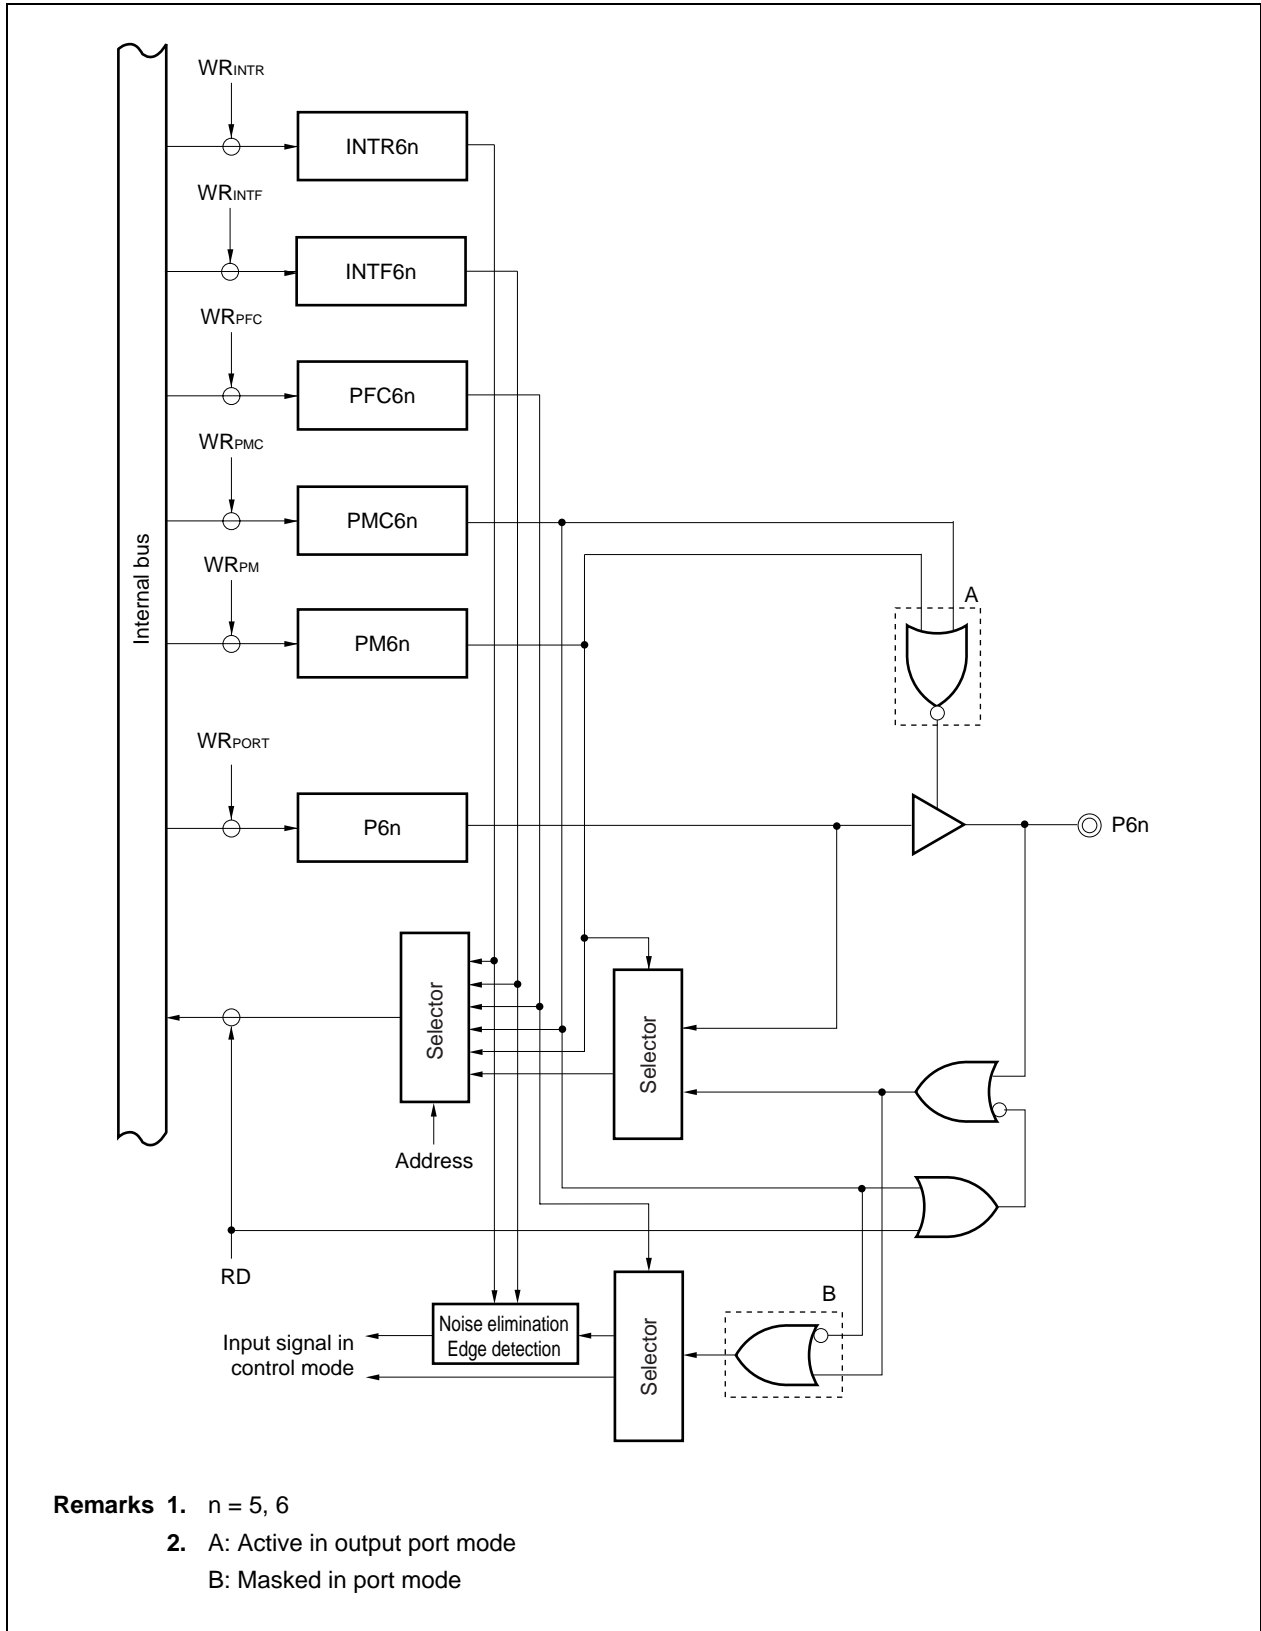 WRINTR
INTR6n
WRINTF
INTF6n
WRPFC
PFC6n
WRPMC
PMC6n
WRPM
PM6n
Internal bus
A
WRPORT
P6n
P6n
Selector
Selector
Address
RD
B
Noise elimination
Edge detection
Input signal in
control mode
Selector
Remarks 1. n = 5, 6
2. A: Active in output port mode
B: Masked in port mode